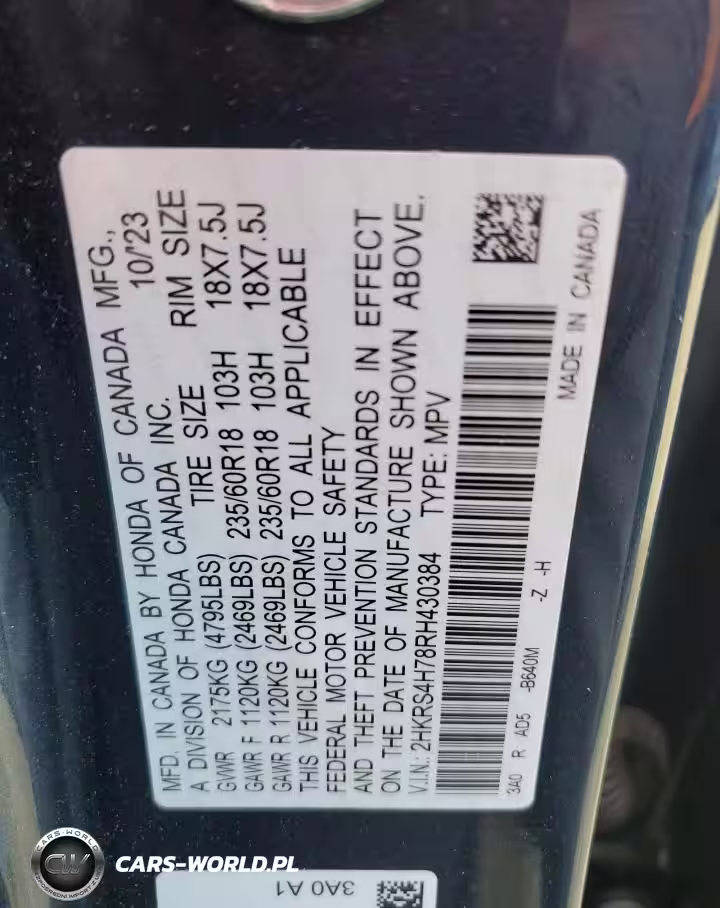 MFD. IN CANADA BY HONDA OF CANADA MFG.,
A DIVISION OF HONDA CANADA INC. 10/'23
TIRE SIZE RIM SIZE
GVWR 2175KG (4795LBS)
GAWR F 1120KG (2469LBS) 235/60R18 103H 18X7.5J
GAWR R 1120KG (2469LBS) 235/60R18 103H 18X7.5J
THIS VEHICLE CONFORMS TO ALL APPLICABLE
FEDERAL MOTOR VEHICLE SAFETY
AND THEFT PREVENTION STANDARDS IN EFFECT
ON THE DATE OF MANUFACTURE SHOWN ABOVE.
V.I.N.: 2HKRS4H78RH430384 TYPE: MPV
3A0 R AD5 -B640M -Z -H
MADE IN CANADA
3A0 A1
CARS-WORLD
CW
CARS-WORLD.PL